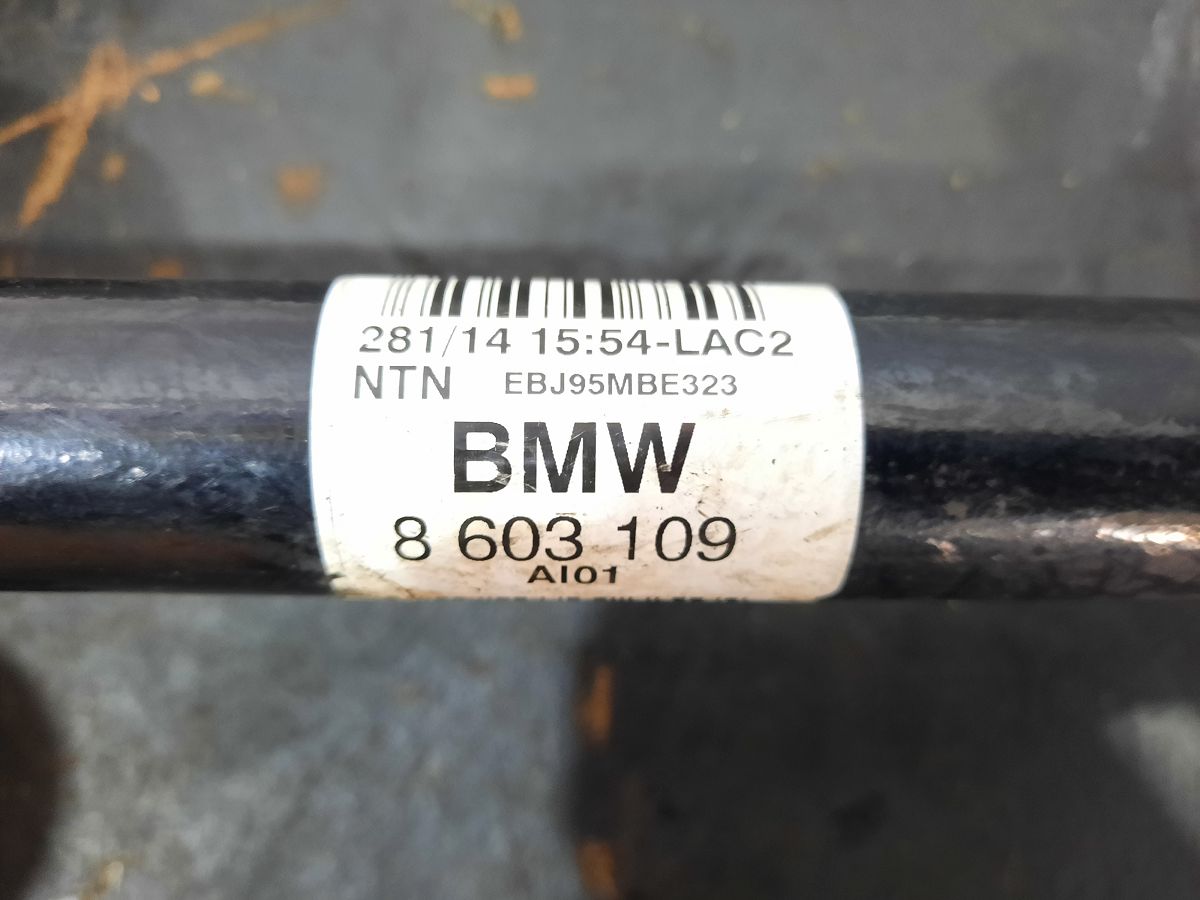 281/14 15:54-LAC2
NTN EBJ95MBE323
BMW
8 603 109
AI01